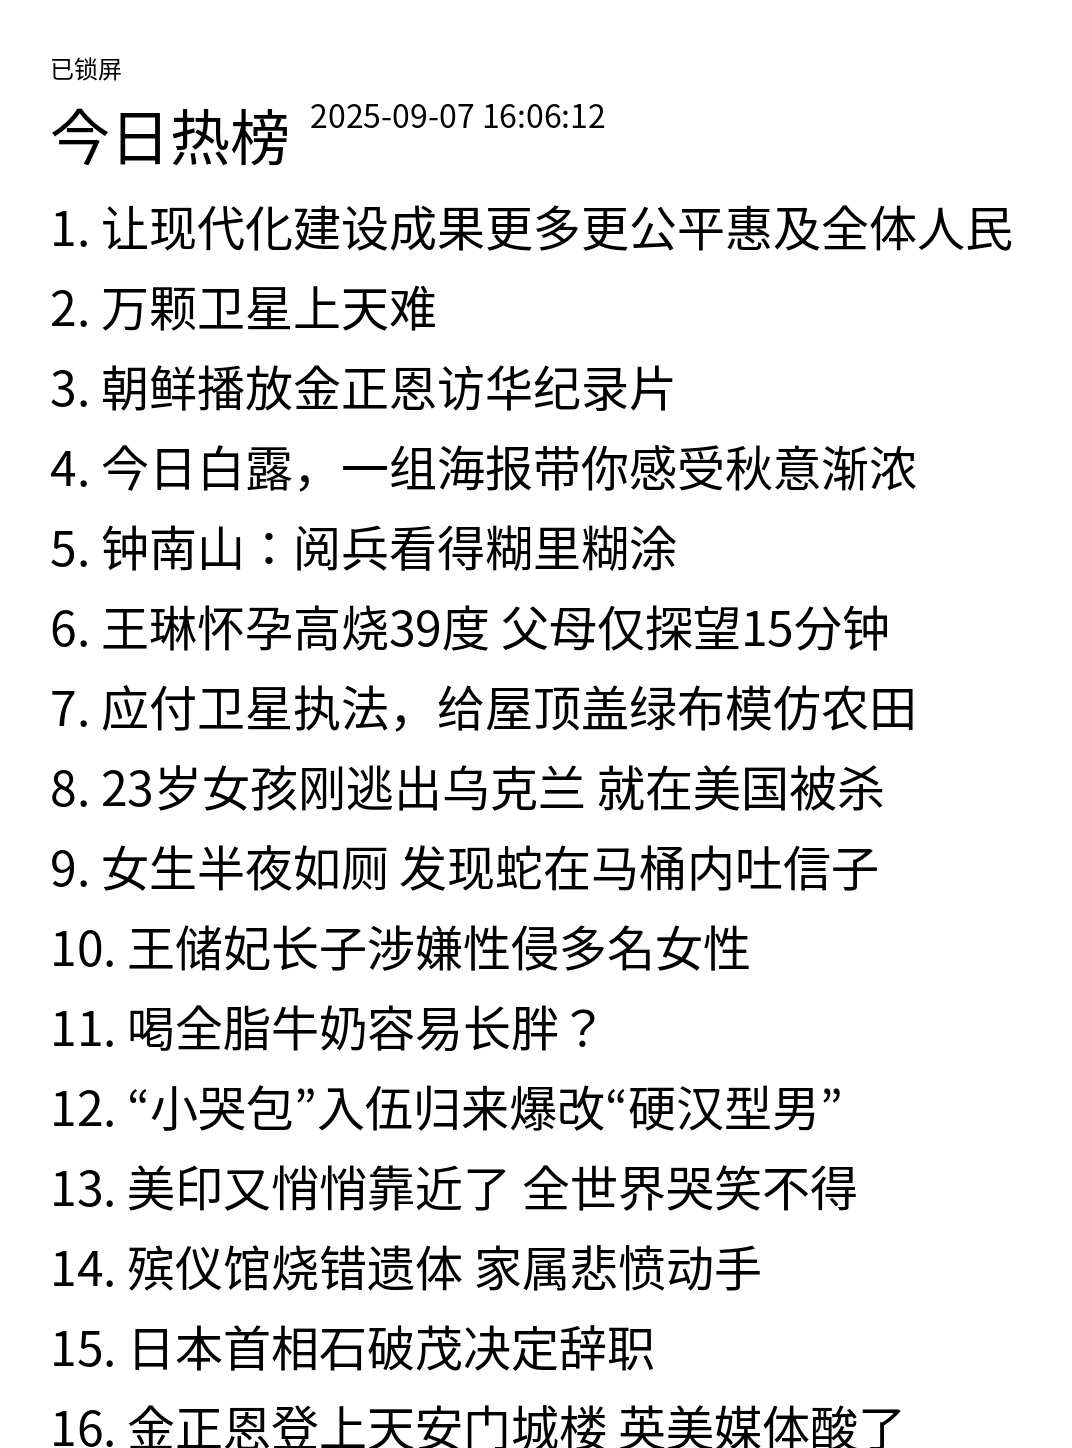 已锁屏
今日热榜 2025-09-07 16:06:12
1. 让现代化建设成果更多更公平惠及全体人民
2. 万颗卫星上天难
3. 朝鲜播放金正恩访华纪录片
4. 今日白露，一组海报带你感受秋意渐浓
5. 钟南山：阅兵看得糊里糊涂
6. 王琳怀孕高烧39度 父母仅探望15分钟
7. 应付卫星执法，给屋顶盖绿布模仿农田
8. 23岁女孩刚逃出乌克兰 就在美国被杀
9. 女生半夜如厕 发现蛇在马桶内吐信子
10. 王储妃长子涉嫌性侵多名女性
11. 喝全脂牛奶容易长胖？
12. “小哭包”入伍归来爆改“硬汉型男”
13. 美印又悄悄靠近了 全世界哭笑不得
14. 殡仪馆烧错遗体 家属悲愤动手
15. 日本首相石破茂决定辞职
16. 金正恩登上天安门城楼 英美媒体酸了